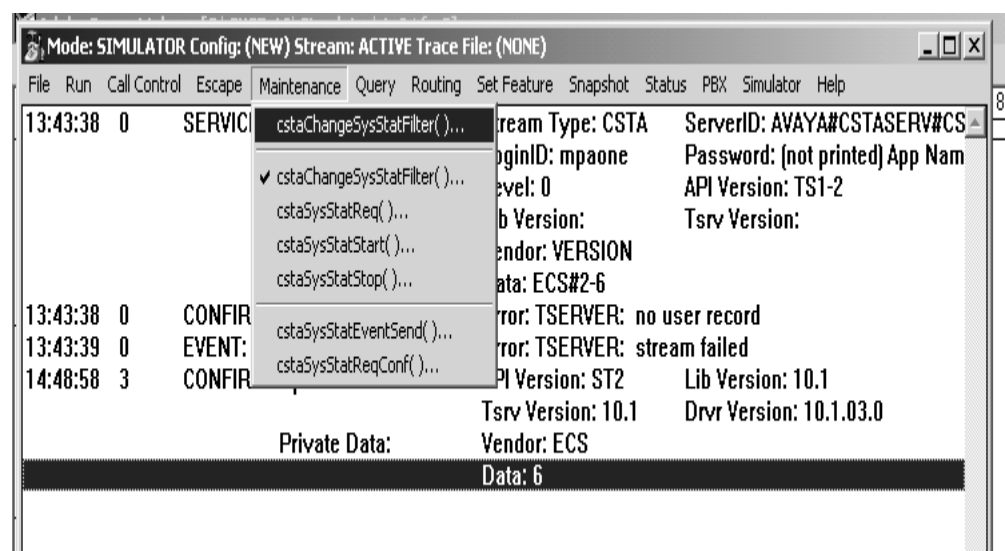 Mode: SIMULATOR Config: (NEW) Stream: ACTIVE Trace File: (NONE)
File Run Call Control Escape Maintenance Query Routing Set Feature Snapshot Status PBX Simulator Help
13:43:38 0 SERVICI tream Type: CSTA ServerID: AVAYA#CSTASERV#CS
oginID: mpaone Password: (not printed) App Nam
evel: 0 API Version: TS1-2
b Version: Tsrv Version:
endor: VERSION
ata: ECS#2-6
13:43:38 0 CONFIR rror: TSERVER: no user record
13:43:39 0 EVENT: rror: TSERVER: stream failed
14:48:58 3 CONFIR PI Version: ST2 Lib Version: 10.1
Tsrv Version: 10.1 Drvr Version: 10.1.03.0
Private Data: Vendor: ECS
Data: 6
cstaChangeSysStatFilter( )...
cstaChangeSysStatFilter( )...
cstaSysStatReq( )...
cstaSysStatStart( )...
cstaSysStatStop( )...
cstaSysStatEventSend( )...
cstaSysStatReqConf( )...
8